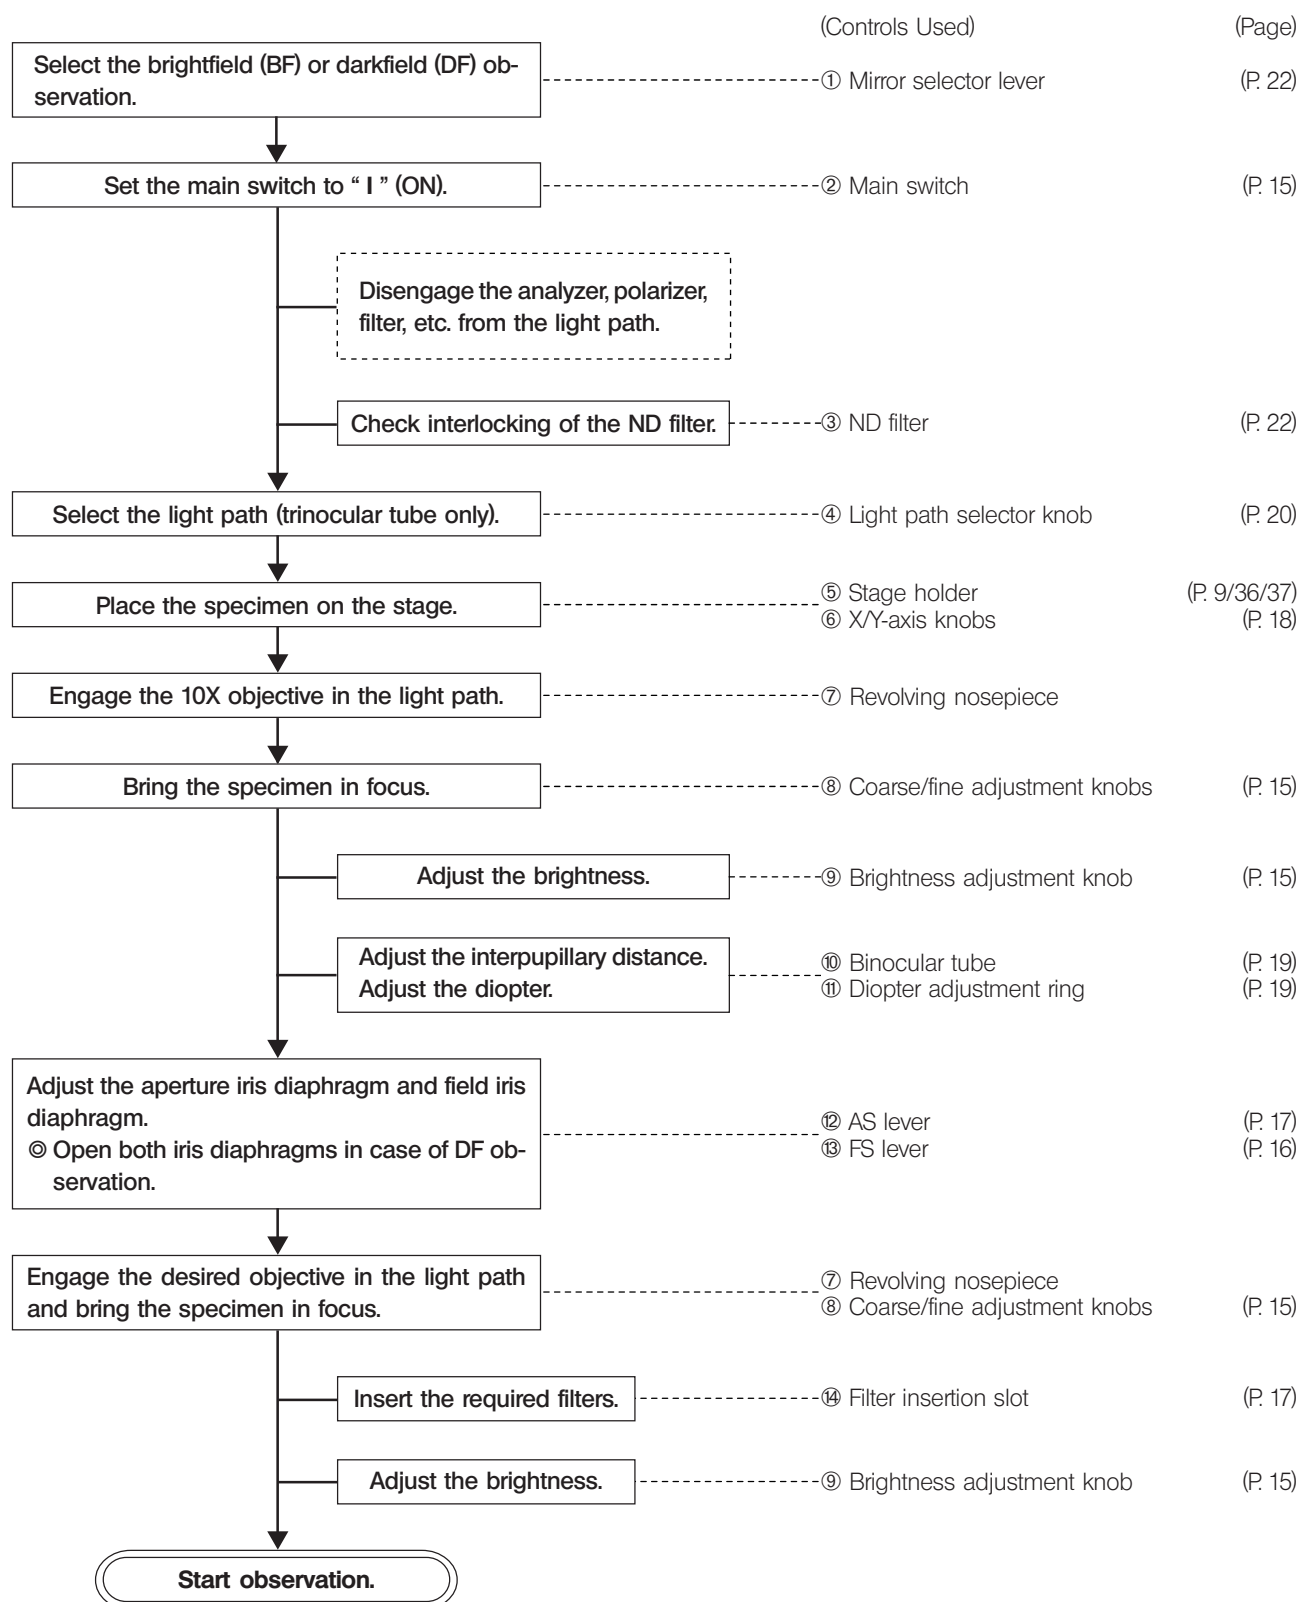 (Controls Used) (Page)
Select the brightfield (BF) or darkfield (DF) ob-
servation.
① Mirror selector lever (P. 22)
Set the main switch to “ I ” (ON).
② Main switch (P. 15)
Disengage the analyzer, polarizer,
filter, etc. from the light path.
Check interlocking of the ND filter.
③ ND filter (P. 22)
Select the light path (trinocular tube only).
④ Light path selector knob (P. 20)
Place the specimen on the stage.
⑤ Stage holder (P. 9/36/37)
⑥ X/Y-axis knobs (P. 18)
Engage the 10X objective in the light path.
⑦ Revolving nosepiece
Bring the specimen in focus.
⑧ Coarse/fine adjustment knobs (P. 15)
Adjust the brightness.
⑨ Brightness adjustment knob (P. 15)
Adjust the interpupillary distance.
Adjust the diopter.
⑩ Binocular tube (P. 19)
⑪ Diopter adjustment ring (P. 19)
Adjust the aperture iris diaphragm and field iris
diaphragm.
◎ Open both iris diaphragms in case of DF ob-
servation.
⑫ AS lever (P. 17)
⑬ FS lever (P. 16)
Engage the desired objective in the light path
and bring the specimen in focus.
⑦ Revolving nosepiece
⑧ Coarse/fine adjustment knobs (P. 15)
Insert the required filters.
⑭ Filter insertion slot (P. 17)
Adjust the brightness.
⑨ Brightness adjustment knob (P. 15)
Start observation.